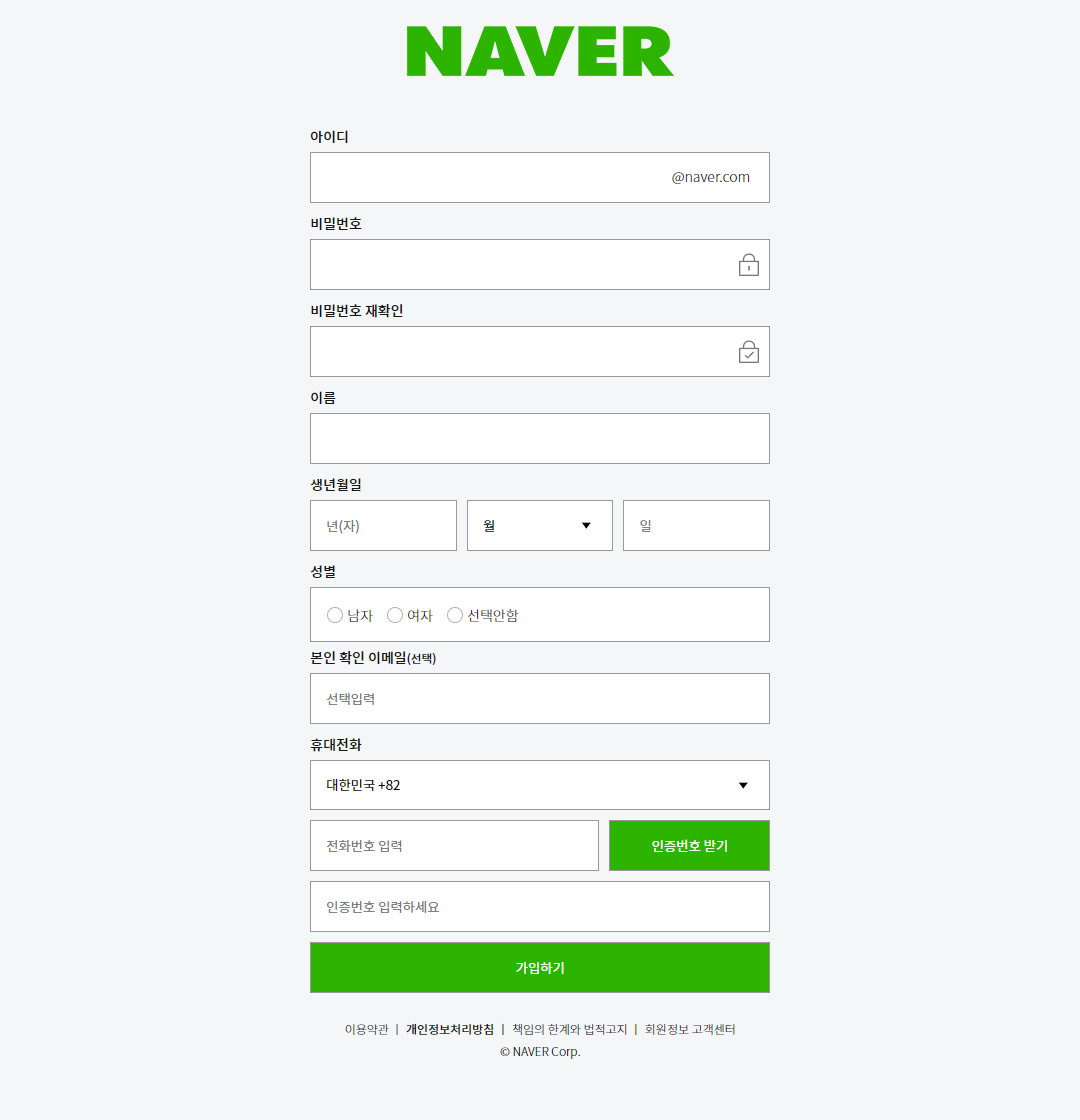 NAVER
아이디
@naver.com
비밀번호
비밀번호 재확인
이름
생년월일
년(자) 월 일
성별
남자 여자 선택안함
본인 확인 이메일(선택)
선택입력
휴대전화
대한민국 +82
전화번호 입력 인증번호 받기
인증번호 입력하세요
가입하기
이용약관 | 개인정보처리방침 | 책임의 한계와 법적고지 | 회원정보 고객센터
© NAVER Corp.